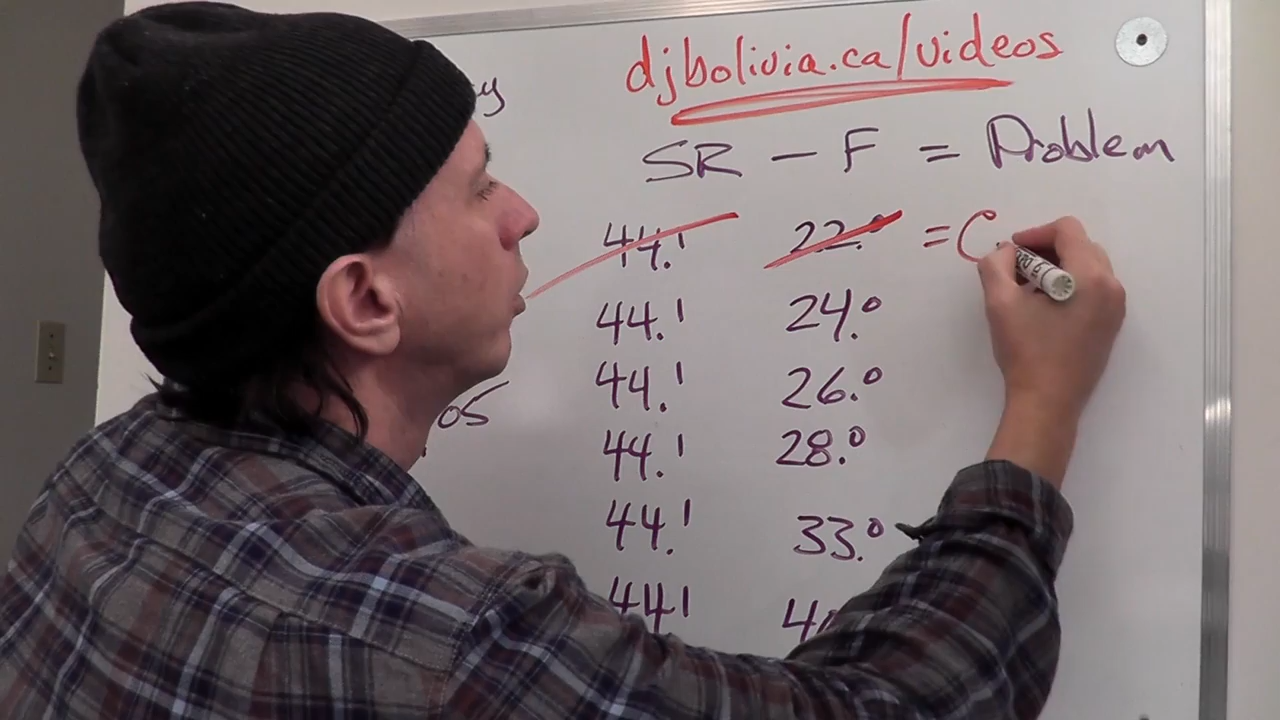 djbolivia.ca/videos
SR - F = Problem
44.1 22.0 = C
44.1 24.0
44.1 26.0
44.1 28.0
44.1 33.0
44.1